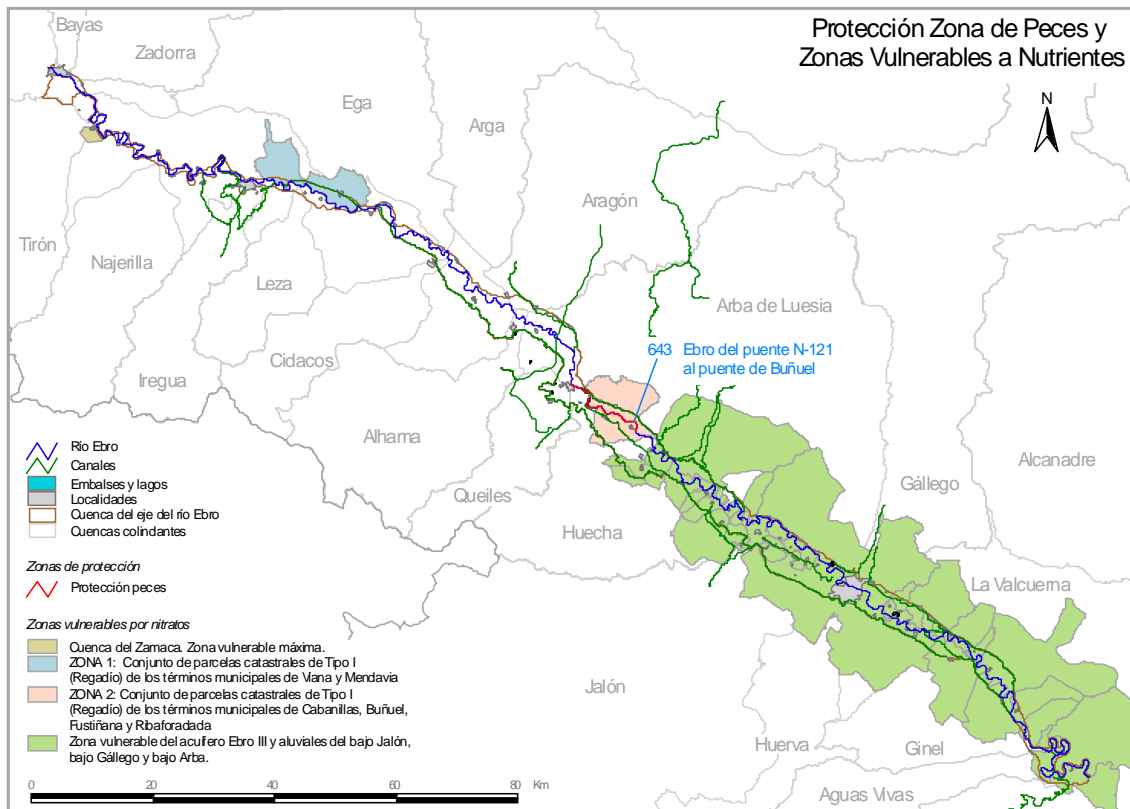 Protección Zona de Peces y
Zonas Vulnerables a Nutrientes
N
Bayas
Zadorra
Ega
Arga
Aragón
Tirón
Najerilla
Leza
Cidacos
Iregua
Alhama
Arba de Luesia
643 Ebro del puente N-121
al puente de Buñuel
Queiles
Huecha
Gállego
Alcanadre
La Valcuerna
Jalón
Huerva
Ginel
Aguas Vivas
Río Ebro
Canales
Embalses y lagos
Localidades
Cuenca del eje del río Ebro
Cuencas colindantes
Zonas de protección
Protección peces
Zonas vulnerables por nitratos
Cuenca del Zamaca. Zona vulnerable máxima.
ZONA 1: Conjunto de parcelas catastrales de Tipo I
(Regadío) de los términos municipales de Viana y Mendavia
ZONA 2: Conjunto de parcelas catastrales de Tipo I
(Regadío) de los términos municipales de Cabanillas, Buñuel,
Fustiñana y Ribaforadada
Zona vulnerable del acuífero Ebro III y aluviales del bajo Jalón,
bajo Gállego y bajo Arba.
0 20 40 60 80 Km